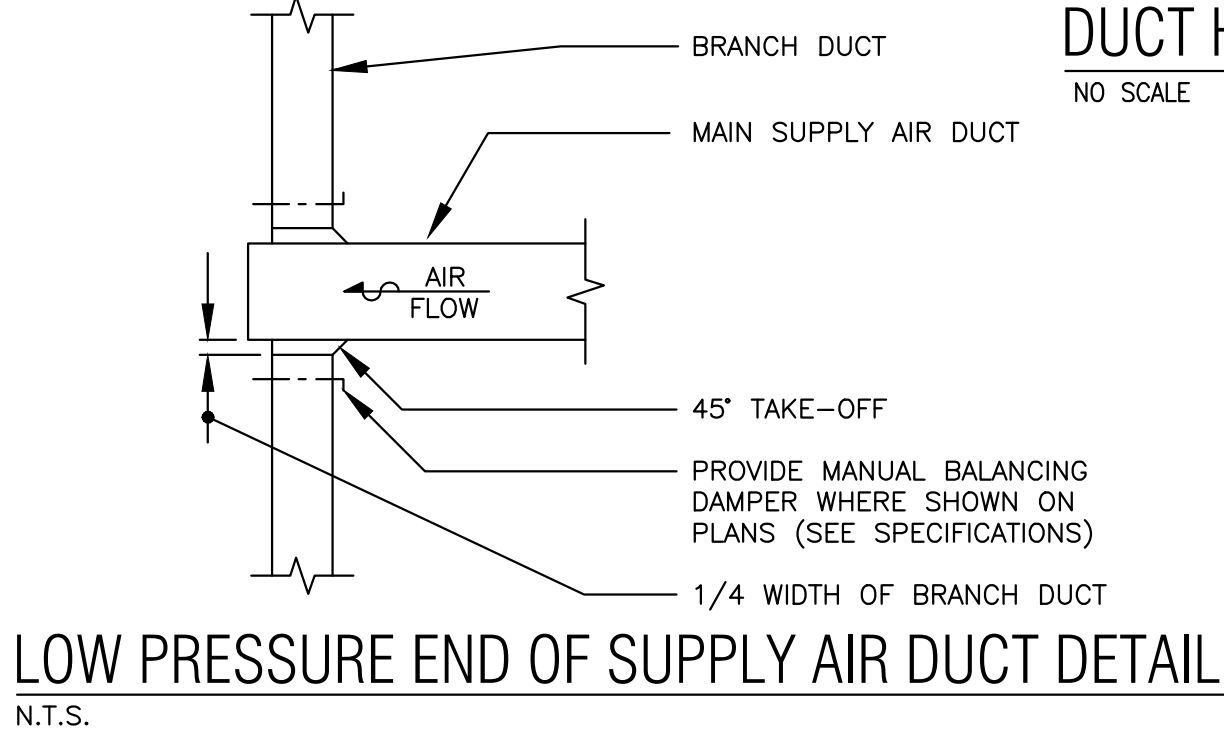 BRANCH DUCT
DUCT
NO SCALE
MAIN SUPPLY AIR DUCT
AIR
FLOW
45° TAKE-OFF
PROVIDE MANUAL BALANCING
DAMPER WHERE SHOWN ON
PLANS (SEE SPECIFICATIONS)
1/4 WIDTH OF BRANCH DUCT
LOW PRESSURE END OF SUPPLY AIR DUCT DETAIL
N.T.S.